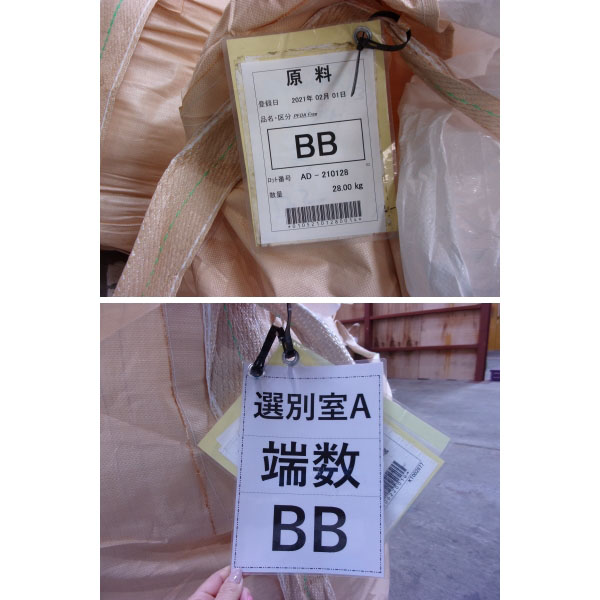 原料
登録日 2021年 02月 01日
品名・区分 PFOA Free
BB
ロット番号 AD－210128
数量 28.00 kg
選別室A
端数
BB